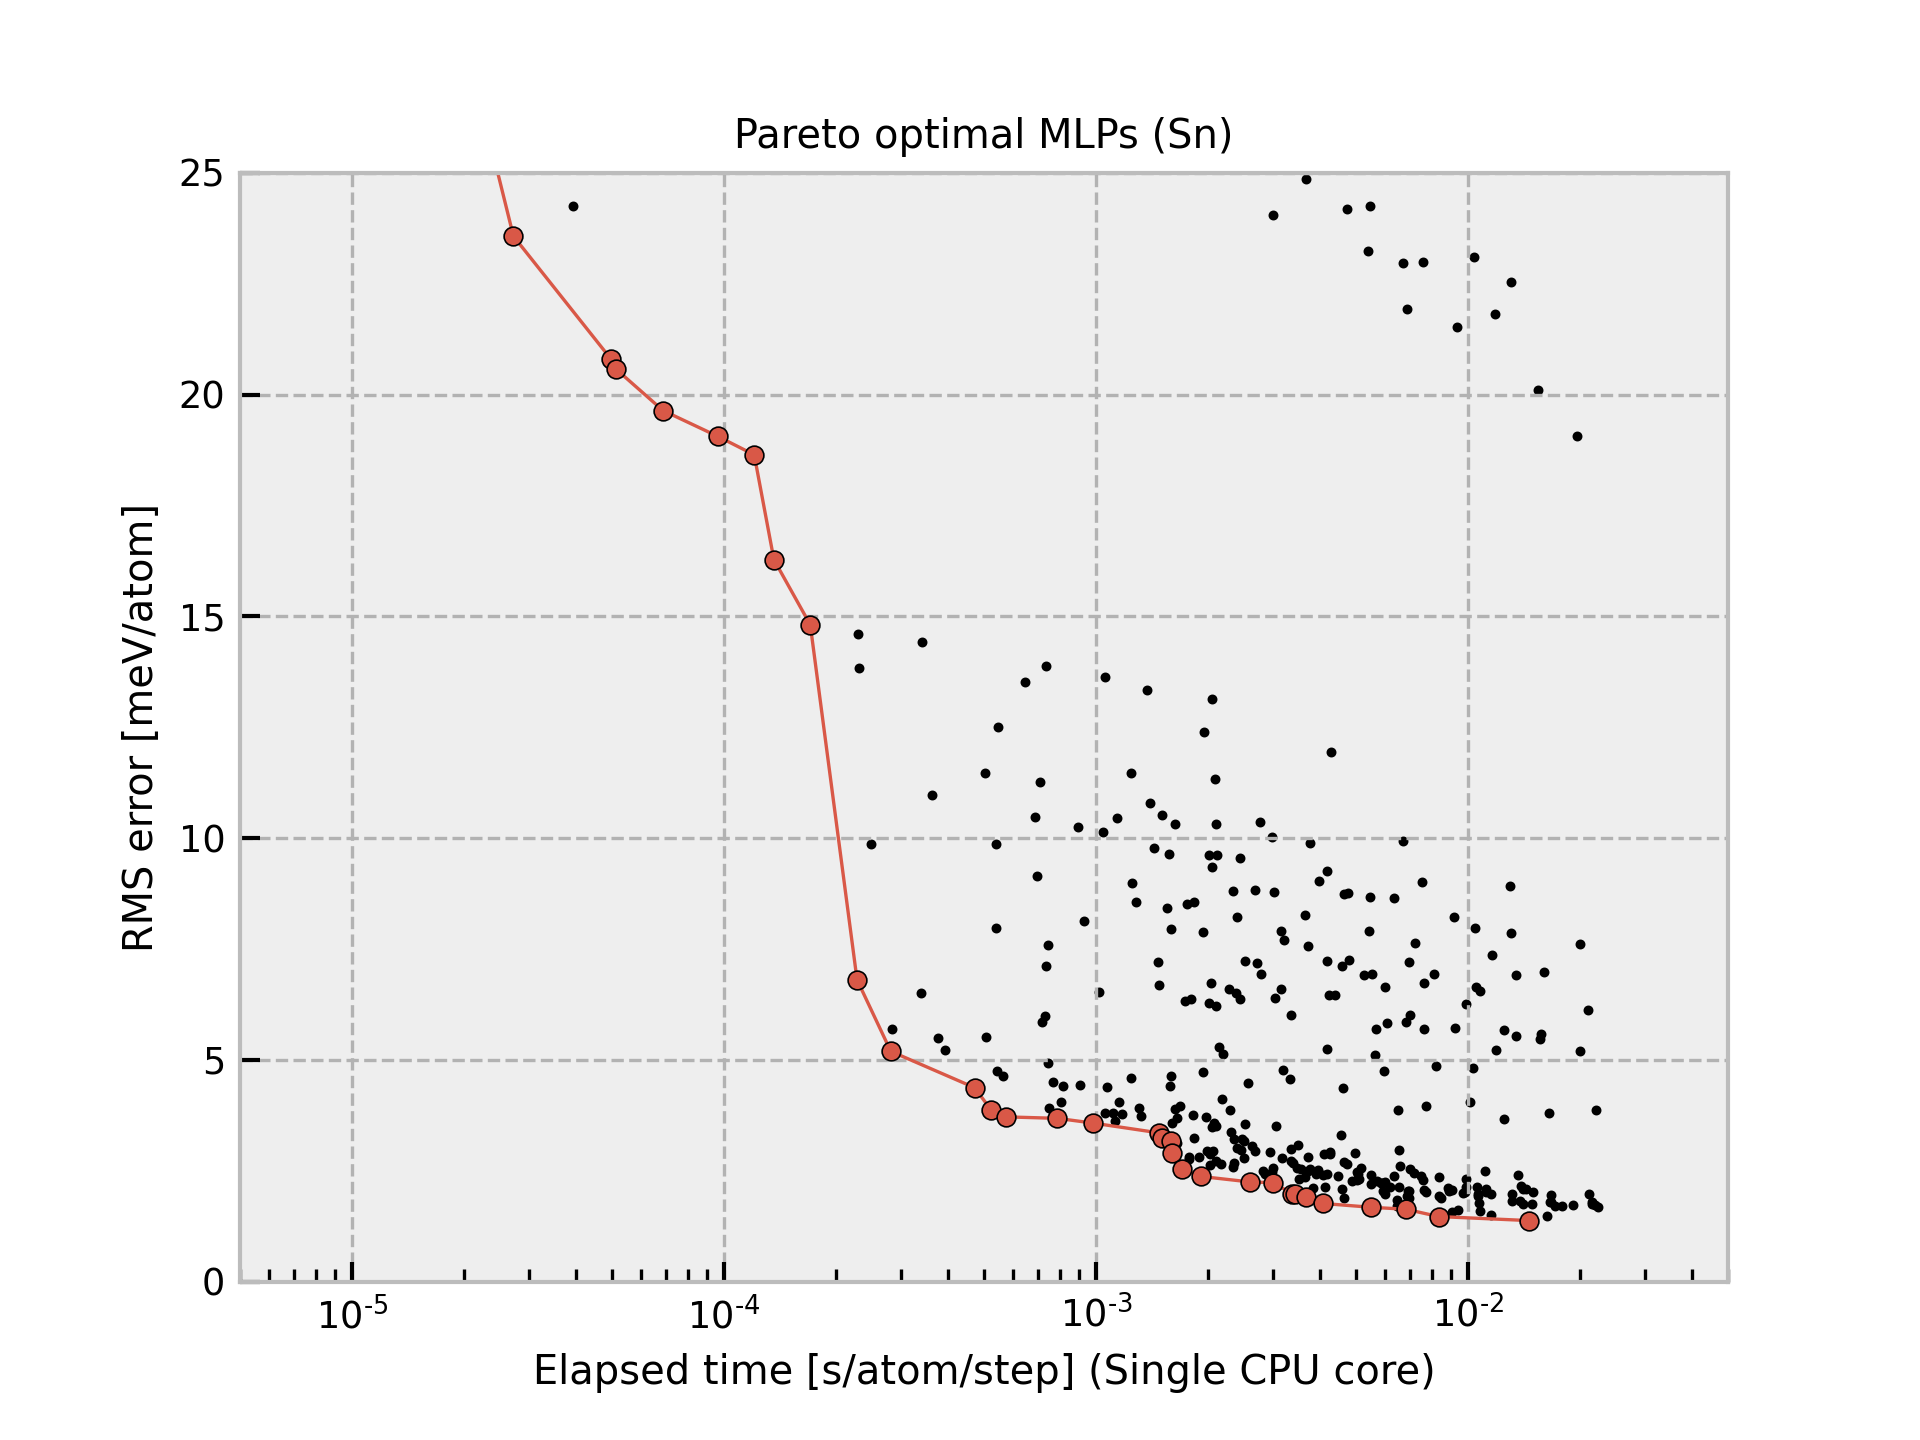 Pareto optimal MLPs (Sn)
25
20
15
10
5
0
RMS error [meV/atom]
10-5 10-4 10-3 10-2
Elapsed time [s/atom/step] (Single CPU core)